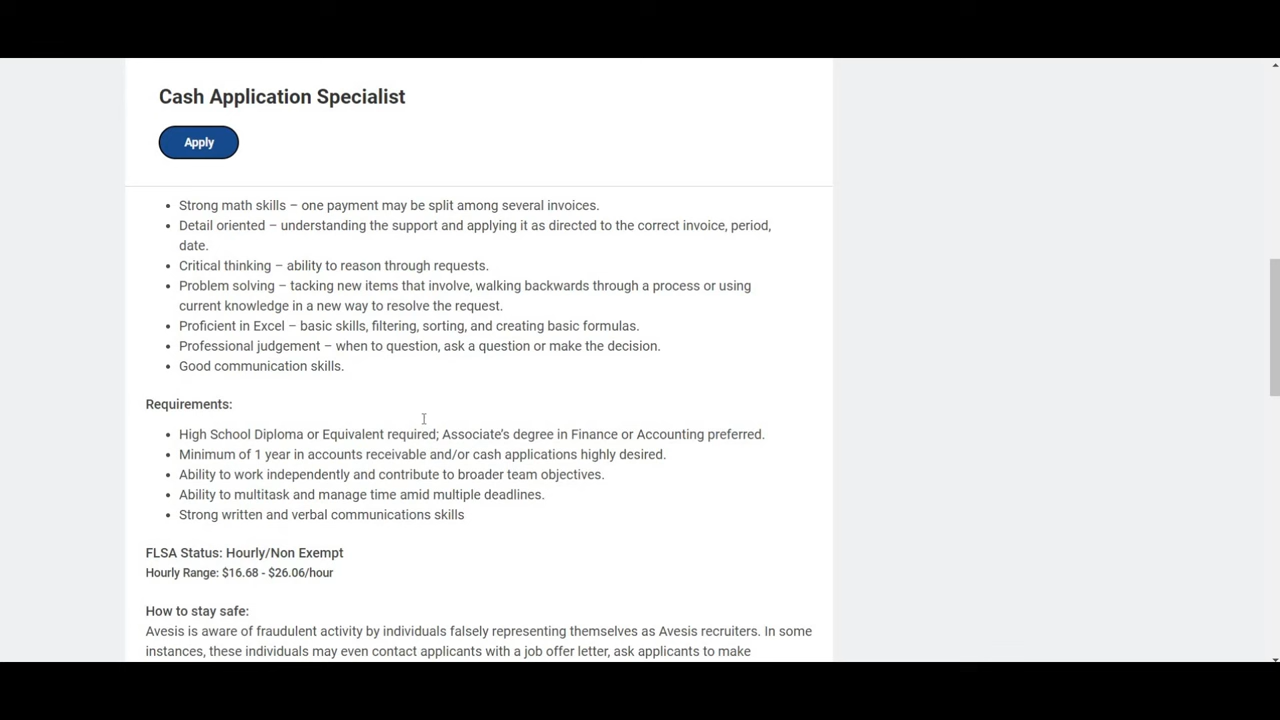 Cash Application Specialist
Apply
Strong math skills – one payment may be split among several invoices.
Detail oriented – understanding the support and applying it as directed to the correct invoice, period,
date.
Critical thinking – ability to reason through requests.
Problem solving – tacking new items that involve, walking backwards through a process or using
current knowledge in a new way to resolve the request.
Proficient in Excel – basic skills, filtering, sorting, and creating basic formulas.
Professional judgement – when to question, ask a question or make the decision.
Good communication skills.
Requirements:
High School Diploma or Equivalent required; Associate’s degree in Finance or Accounting preferred.
Minimum of 1 year in accounts receivable and/or cash applications highly desired.
Ability to work independently and contribute to broader team objectives.
Ability to multitask and manage time amid multiple deadlines.
Strong written and verbal communications skills
FLSA Status: Hourly/Non Exempt
Hourly Range: $16.68 - $26.06/hour
How to stay safe:
Avesis is aware of fraudulent activity by individuals falsely representing themselves as Avesis recruiters. In some
instances, these individuals may even contact applicants with a job offer letter, ask applicants to make